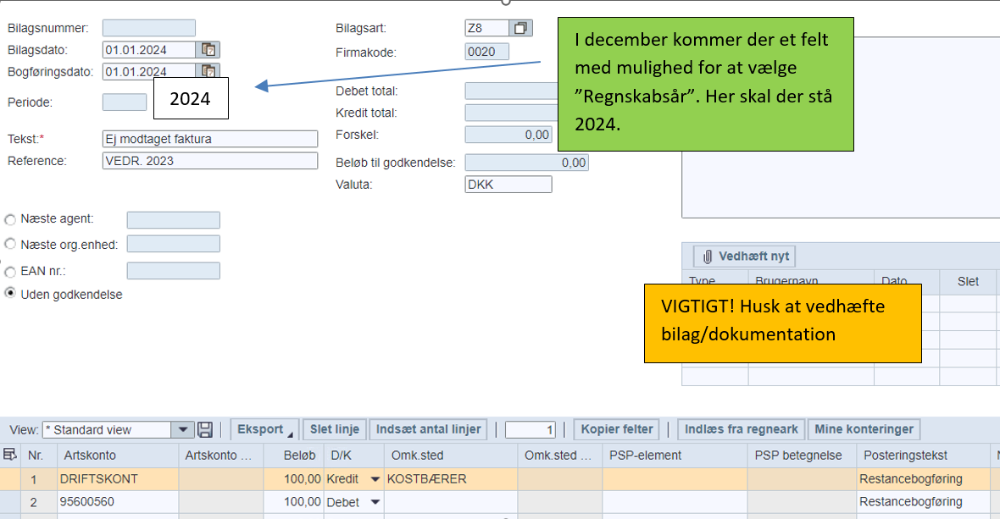 Bilagsnummer:
Bilagsdato: 01.01.2024
Bogføringsdato: 01.01.2024
2024
Periode:
Tekst:* Ej modtaget faktura
Reference: VEDR. 2023
Bilagsart: Z8
Firmakode: 0020
Debet total:
Kredit total:
Forskel: 0,00
Beløb til godkendelse: 0,00
Valuta: DKK
I december kommer der et felt
med mulighed for at vælge
”Regnskabsår”. Her skal der stå
2024.
Næste agent:
Næste org.enhed:
EAN nr.:
Uden godkendelse
Vedhæft nyt
Type Brugernavn Dato Slet
VIGTIGT! Husk at vedhæfte
bilag/dokumentation
View: * Standard view Eksport Slet linje Indsæt antal linjer 1 Kopier felter Indlæs fra regneark Mine konteringer
Nr. Artskonto Artskonto ... Beløb D/K Omk.sted Omk.sted ... PSP-element PSP betegnelse Posteringstekst
1 DRIFTSKONT 100,00 Kredit KOSTBÆRER Restancebogføring
2 95600560 100,00 Debet Restancebogføring